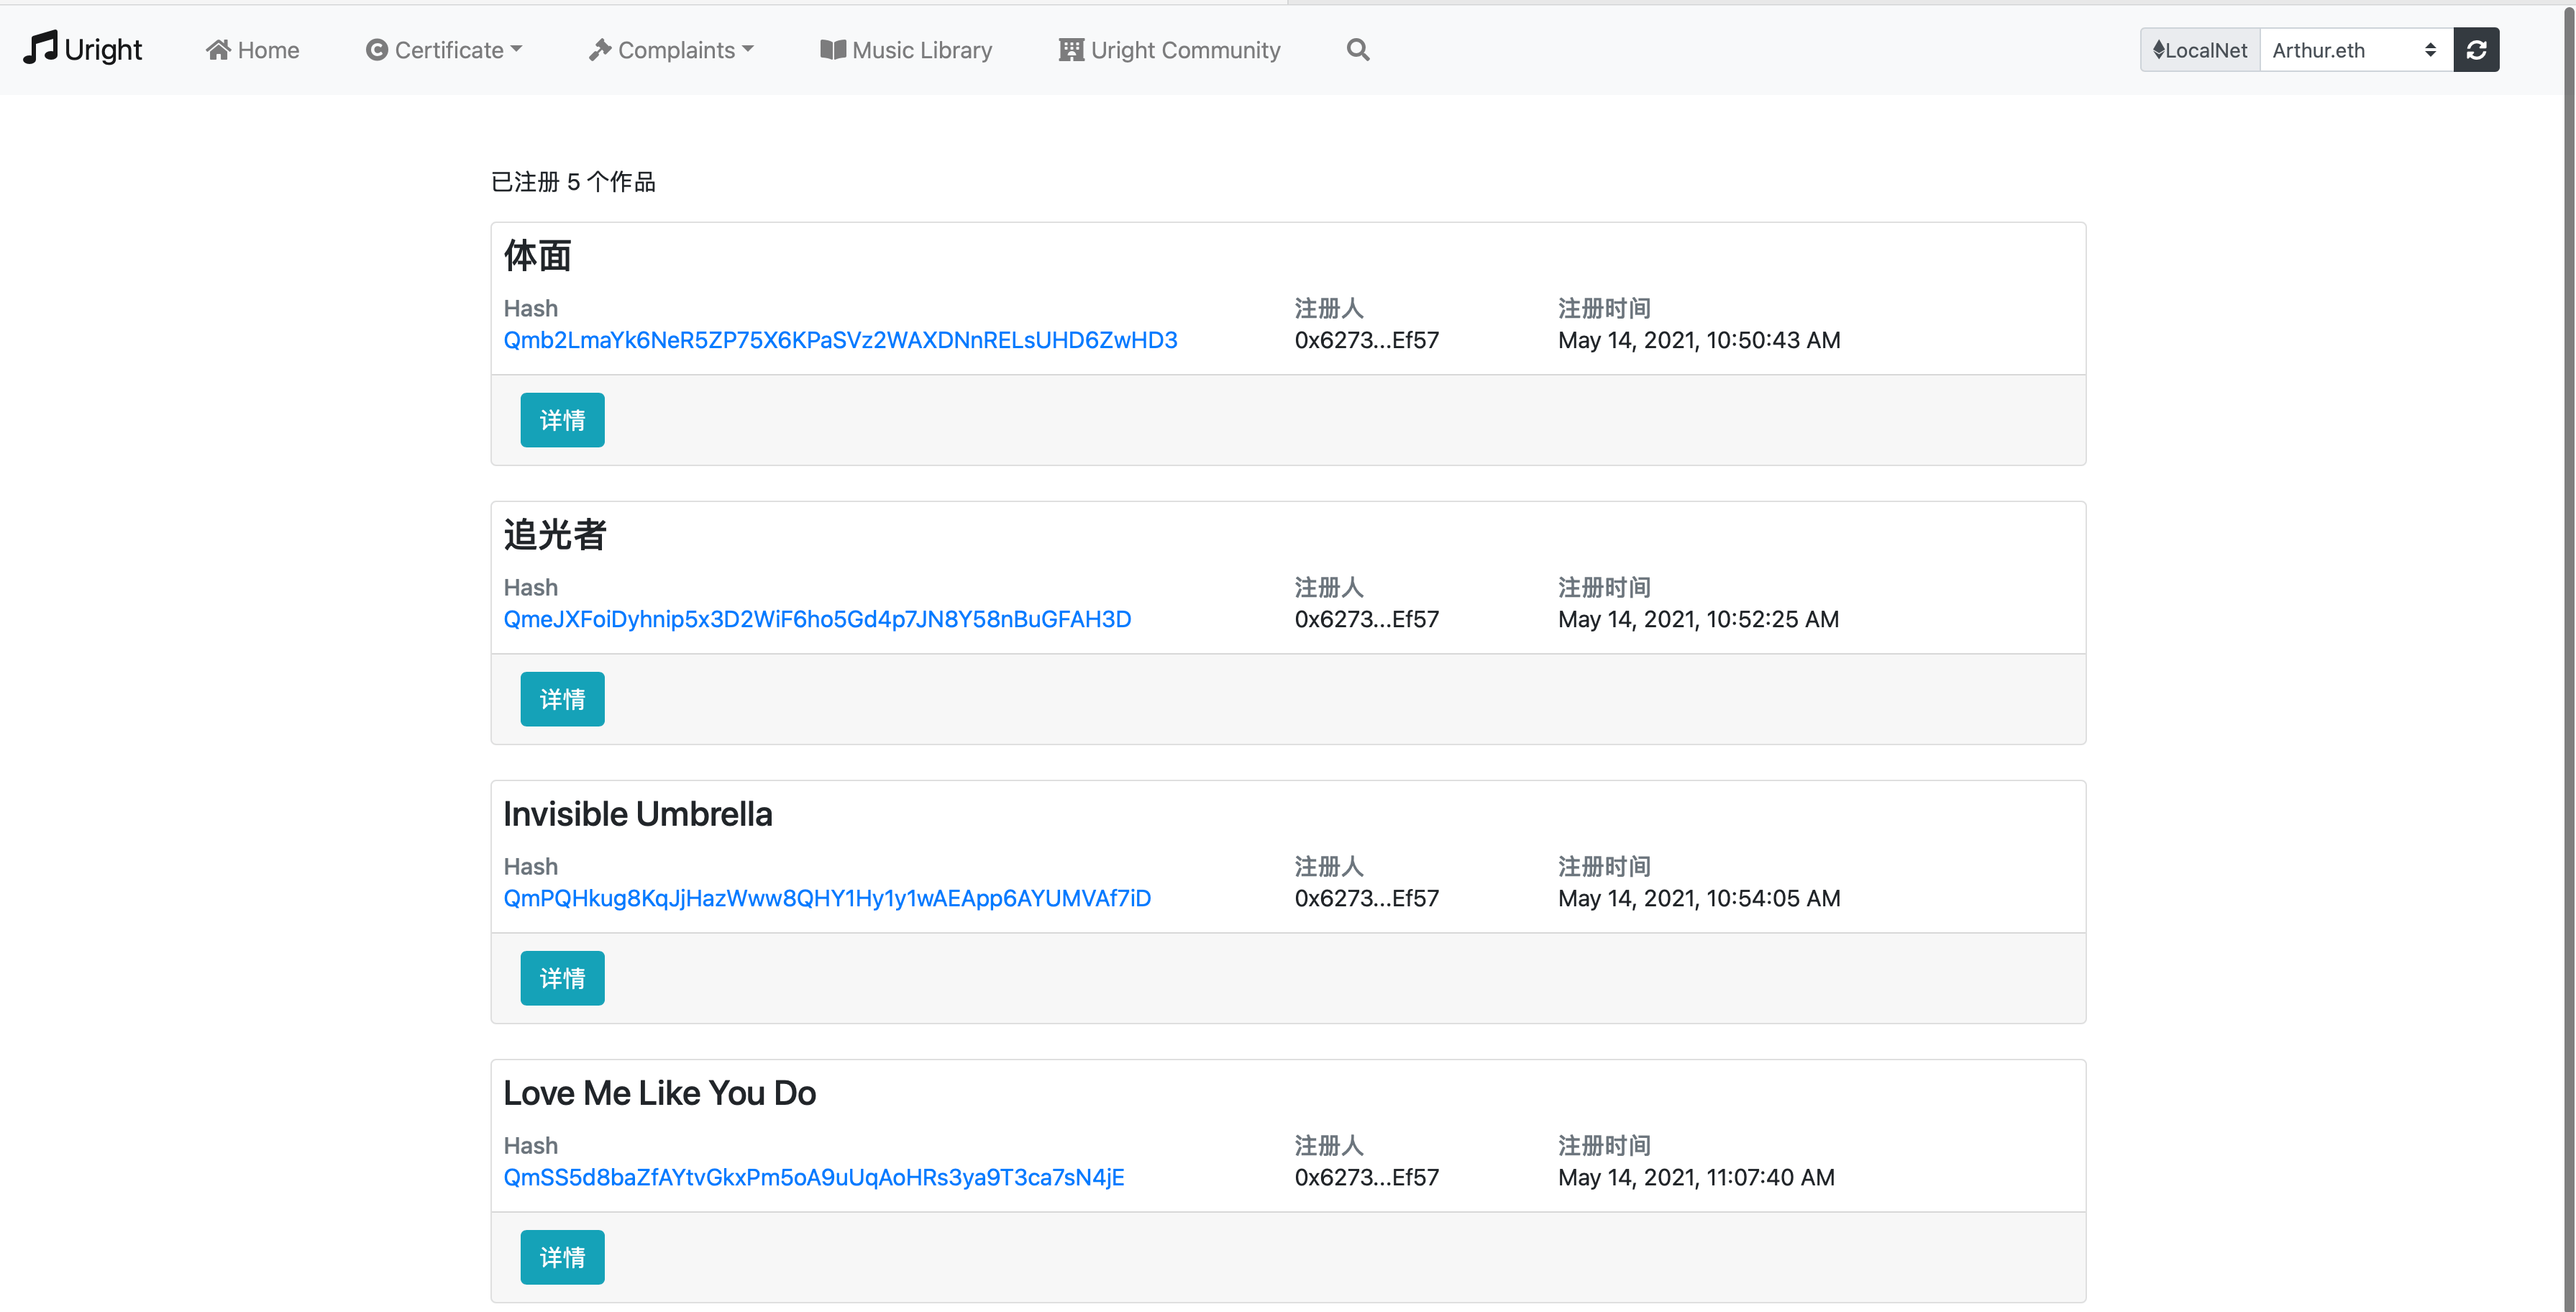 Uright Home Certificate Complaints Music Library Uright Community LocalNet Arthur.eth
已注册 5 个作品
体面
Hash 注册人 注册时间
Qmb2LmaYk6NeR5ZP75X6KPaSVz2WAXDNnRELsUHD6ZwHD3 0x6273...Ef57 May 14, 2021, 10:50:43 AM
详情
追光者
Hash 注册人 注册时间
QmeJXFoiDyhnip5x3D2WiF6ho5Gd4p7JN8Y58nBuGFAH3D 0x6273...Ef57 May 14, 2021, 10:52:25 AM
详情
Invisible Umbrella
Hash 注册人 注册时间
QmPQHkug8KqJjHazWww8QHY1Hy1y1wAEApp6AYUMVAf7iD 0x6273...Ef57 May 14, 2021, 10:54:05 AM
详情
Love Me Like You Do
Hash 注册人 注册时间
QmSS5d8baZfAYtvGkxPm5oA9uUqAoHRs3ya9T3ca7sN4jE 0x6273...Ef57 May 14, 2021, 11:07:40 AM
详情